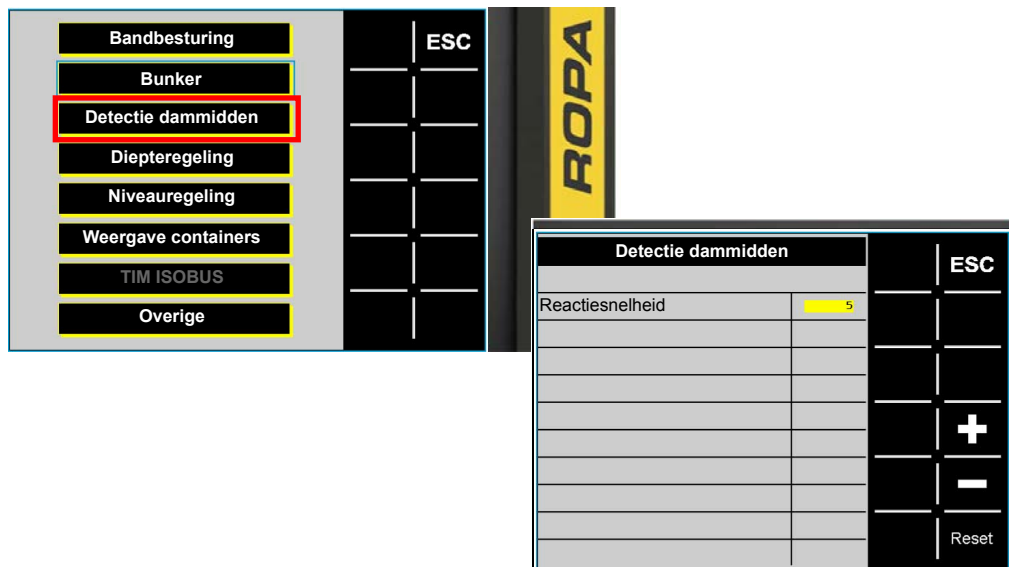 Bandbesturing
ESC
Bunker
Detectie dammidden
Diepteregeling
Niveauregeling
Weergave containers
TIM ISOBUS
Overige
ROPA
Detectie dammidden
ESC
Reactiesnelheid 5
Reset